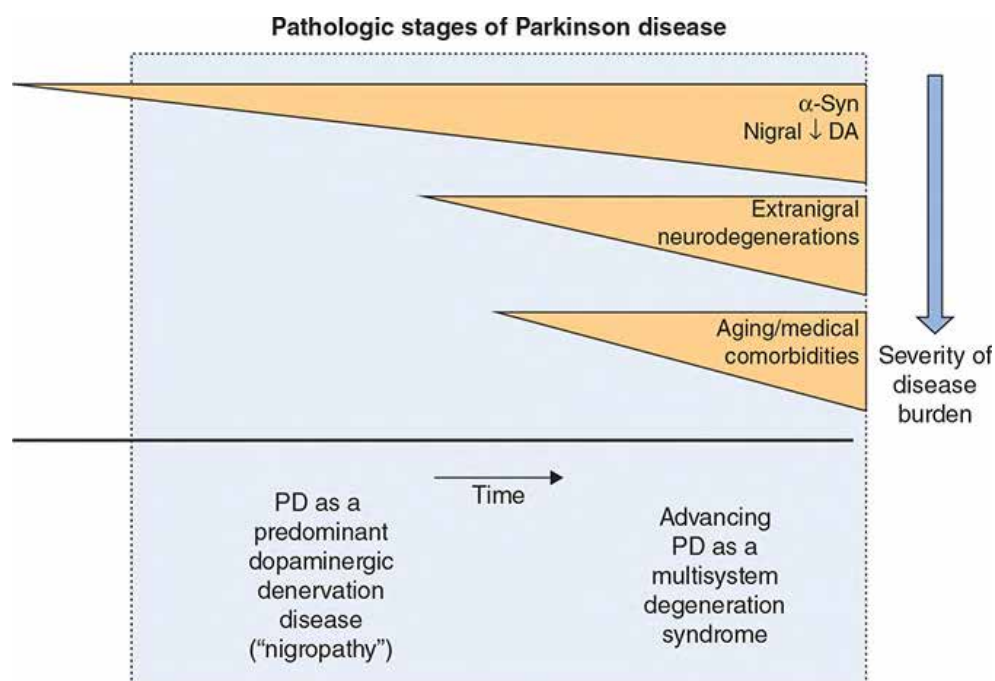 Pathologic stages of Parkinson disease
α-Syn
Nigral ↓ DA
Extranigral
neurodegenerations
Aging/medical
comorbidities
Severity of
disease
burden
Time
PD as a
predominant
dopaminergic
denervation
disease
(“nigropathy”)
Advancing
PD as a
multisystem
degeneration
syndrome